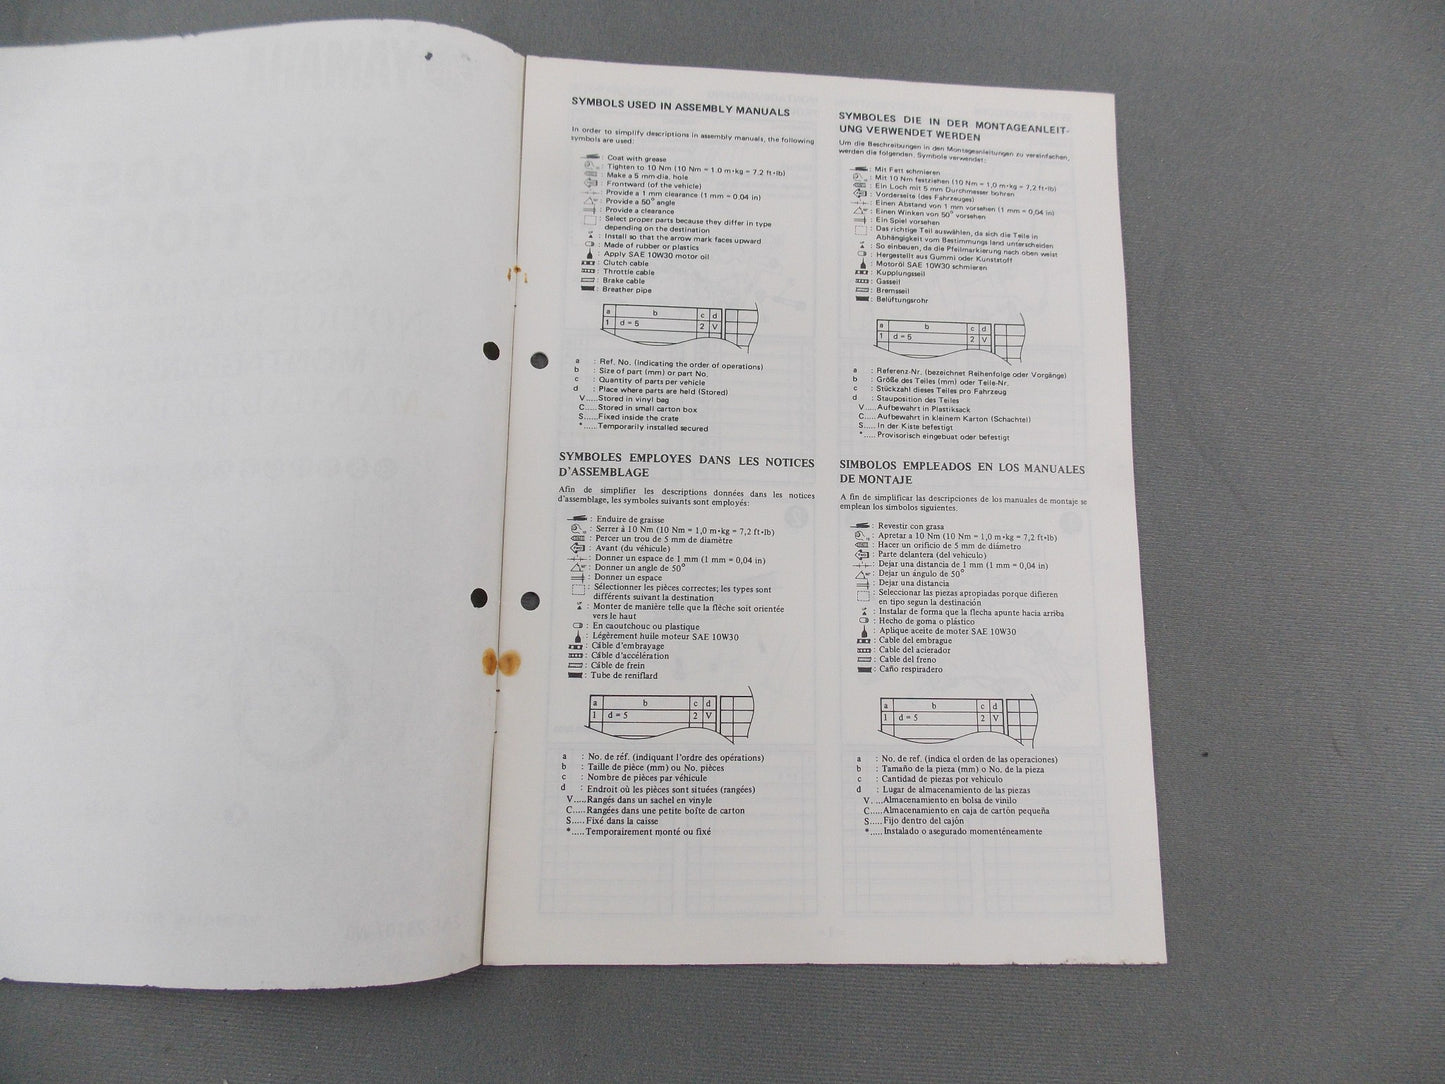 SYMBOLS USED IN ASSEMBLY MANUALS
In order to simplify descriptions in assembly manuals, the following
symbols are used:
: Coat with grease
: Tighten to 10 Nm (10 Nm = 1.0 m·kg = 7.2 ft·lb)
: Make a 5 mm dia. hole
: Frontward (of the vehicle)
: Provide a 1 mm clearance (1 mm = 0.04 in)
: Provide a 50° angle
: Provide a clearance
: Select proper parts because they differ in type
depending on the destination
: Install so that the arrow mark faces upward
: Made of rubber or plastics
: Apply SAE 10W30 motor oil
: Clutch cable
: Throttle cable
: Brake cable
: Breather pipe
a b c d
1 d = 5 2 V
a : Ref. No. (indicating the order of operations)
b : Size of part (mm) or part No.
c : Quantity of parts per vehicle
d : Place where parts are held (Stored)
V.....Stored in vinyl bag
C.....Stored in small carton box
S.....Fixed inside the crate
*.....Temporarily installed secured
SYMBOLES DIE IN DER MONTAGEANLEIT-
UNG VERWENDET WERDEN
Um die Beschreibungen in den Montageanleitungen zu vereinfachen,
werden die folgenden Symbole verwendet:
: Mit Fett schmieren
: Mit 10 Nm festziehen (10 Nm = 1,0 m·kg = 7,2 ft·lb)
: Ein Loch mit 5 mm Durchmesser bohren
: Vorderseite (des Fahrzeuges)
: Einen Abstand von 1 mm vorsehen (1 mm = 0,04 in)
: Einen Winken von 50° vorsehen
: Ein Spiel vorsehen
: Das richtige Teil auswählen, da sich die Teile in
Abhängigkeit vom Bestimmungs land unterscheiden
: So einbauen, da die Pfeilmarkierung nach oben weist
: Hergestellt aus Gummi oder Kunststoff
: Motoröl SAE 10W30 schmieren
: Kupplungsseil
: Gasseil
: Bremsseil
: Belüftungsrohr
a b c d
1 d = 5 2 V
a : Referenz-Nr. (bezeichnet Reihenfolge oder Vorgänge)
b : Größe des Teiles (mm) oder Teile-Nr.
c : Stückzahl dieses Teiles pro Fahrzeug
d : Stauposition des Teiles
V.....Aufbewahrt in Plastiksack
C.....Aufbewahrt in kleinem Karton (Schachtel)
S.....In der Kiste befestigt
*.....Provisorisch eingebuat oder befestigt
SYMBOLES EMPLOYES DANS LES NOTICES
D'ASSEMBLAGE
Afin de simplifier les descriptions données dans les notices
d'assemblage, les symboles suivants sont employés:
: Enduire de graisse
: Serrer à 10 Nm (10 Nm = 1,0 m·kg = 7,2 ft·lb)
: Percer un trou de 5 mm de diamètre
: Avant (du véhicule)
: Donner un espace de 1 mm (1 mm = 0,04 in)
: Donner un angle de 50°
: Donner un espace
: Sélectionner les pièces correctes; les types sont
différents suivant la destination
: Monter de manière telle que la flèche soit orientée
vers le haut
: En caoutchouc ou plastique
: Légèrement huile moteur SAE 10W30
: Câble d'embrayage
: Câble d'accélération
: Câble de frein
: Tube de reniflard
a b c d
1 d = 5 2 V
a : No. de réf. (indiquant l'ordre des opérations)
b : Taille de pièce (mm) ou No. pièces
c : Nombre de pièces par véhicule
d : Endroit où les pièces sont situées (rangées)
V.....Rangés dans un sachel en vinyle
C.....Rangées dans une petite boîte de carton
S.....Fixé dans la caisse
*.....Temporairement monté ou fixé
SIMBOLOS EMPLEADOS EN LOS MANUALES
DE MONTAJE
A fin de simplificar las descripciones de los manuales de montaje se
emplean los símbolos siguientes.
: Revestir con grasa
: Apretar a 10 Nm (10 Nm = 1,0 m·kg = 7,2 ft·lb)
: Hacer un orificio de 5 mm de diámetro
: Parte delantera (del vehiculo)
: Dejar una distancia de 1 mm (1 mm = 0,04 in)
: Dejar un ángulo de 50°
: Dejar una distancia
: Seleccionar las piezas apropiadas porque difieren
en tipo segun la destinación
: Instalar de forma que la flecha apunte hacia arriba
: Hecho de goma o plástico
: Aplique aceite de moter SAE 10W30
: Cable del embrague
: Cable del acierador
: Cable del freno
: Caño respiradero
a b c d
1 d = 5 2 V
a : No. de ref. (indica el orden de las operaciones)
b : Tamaño de la pieza (mm) o No. de la pieza
c : Cantidad de piezas por vehículo
d : Lugar de almacenamiento de las piezas
V.....Almacenamiento en bolsa de vinilo
C.....Almacenamiento en caja de cartón pequeña
S.....Fijo dentro del cajón
*.....Instalado o asegurado momenténeamente